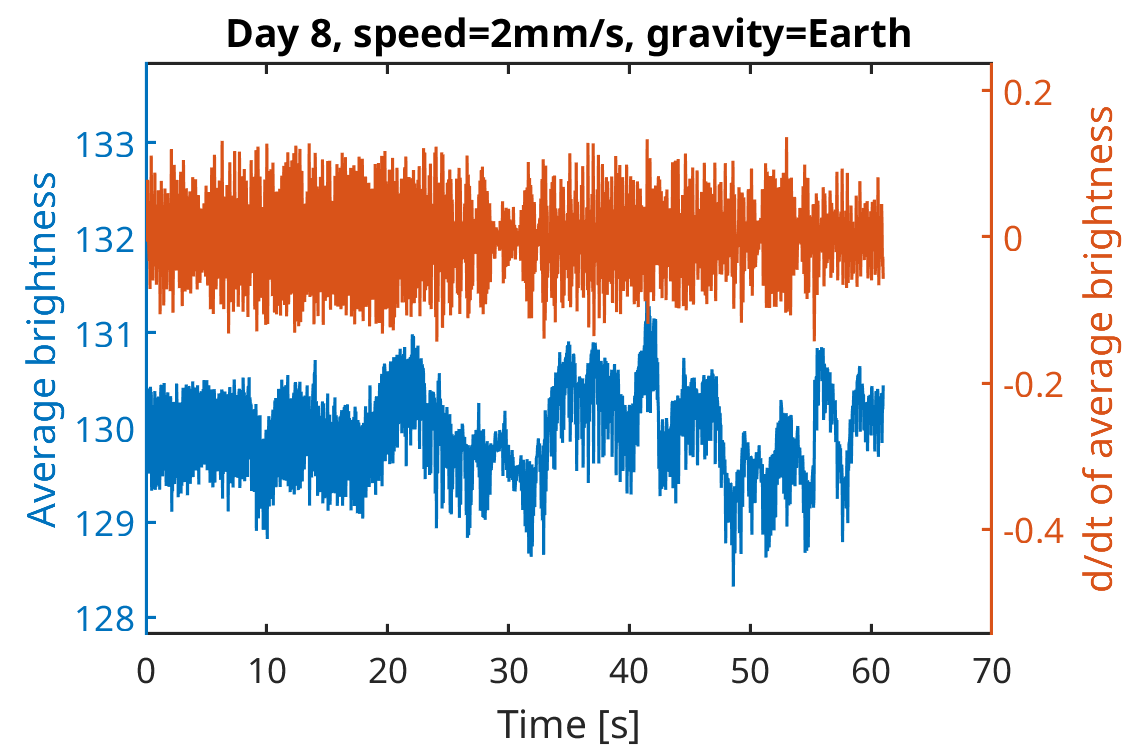 Day 8, speed=2mm/s, gravity=Earth
Average brightness
133
132
131
130
129
128
0.2
0
-0.2
-0.4
d/dt of average brightness
0 10 20 30 40 50 60 70
Time [s]